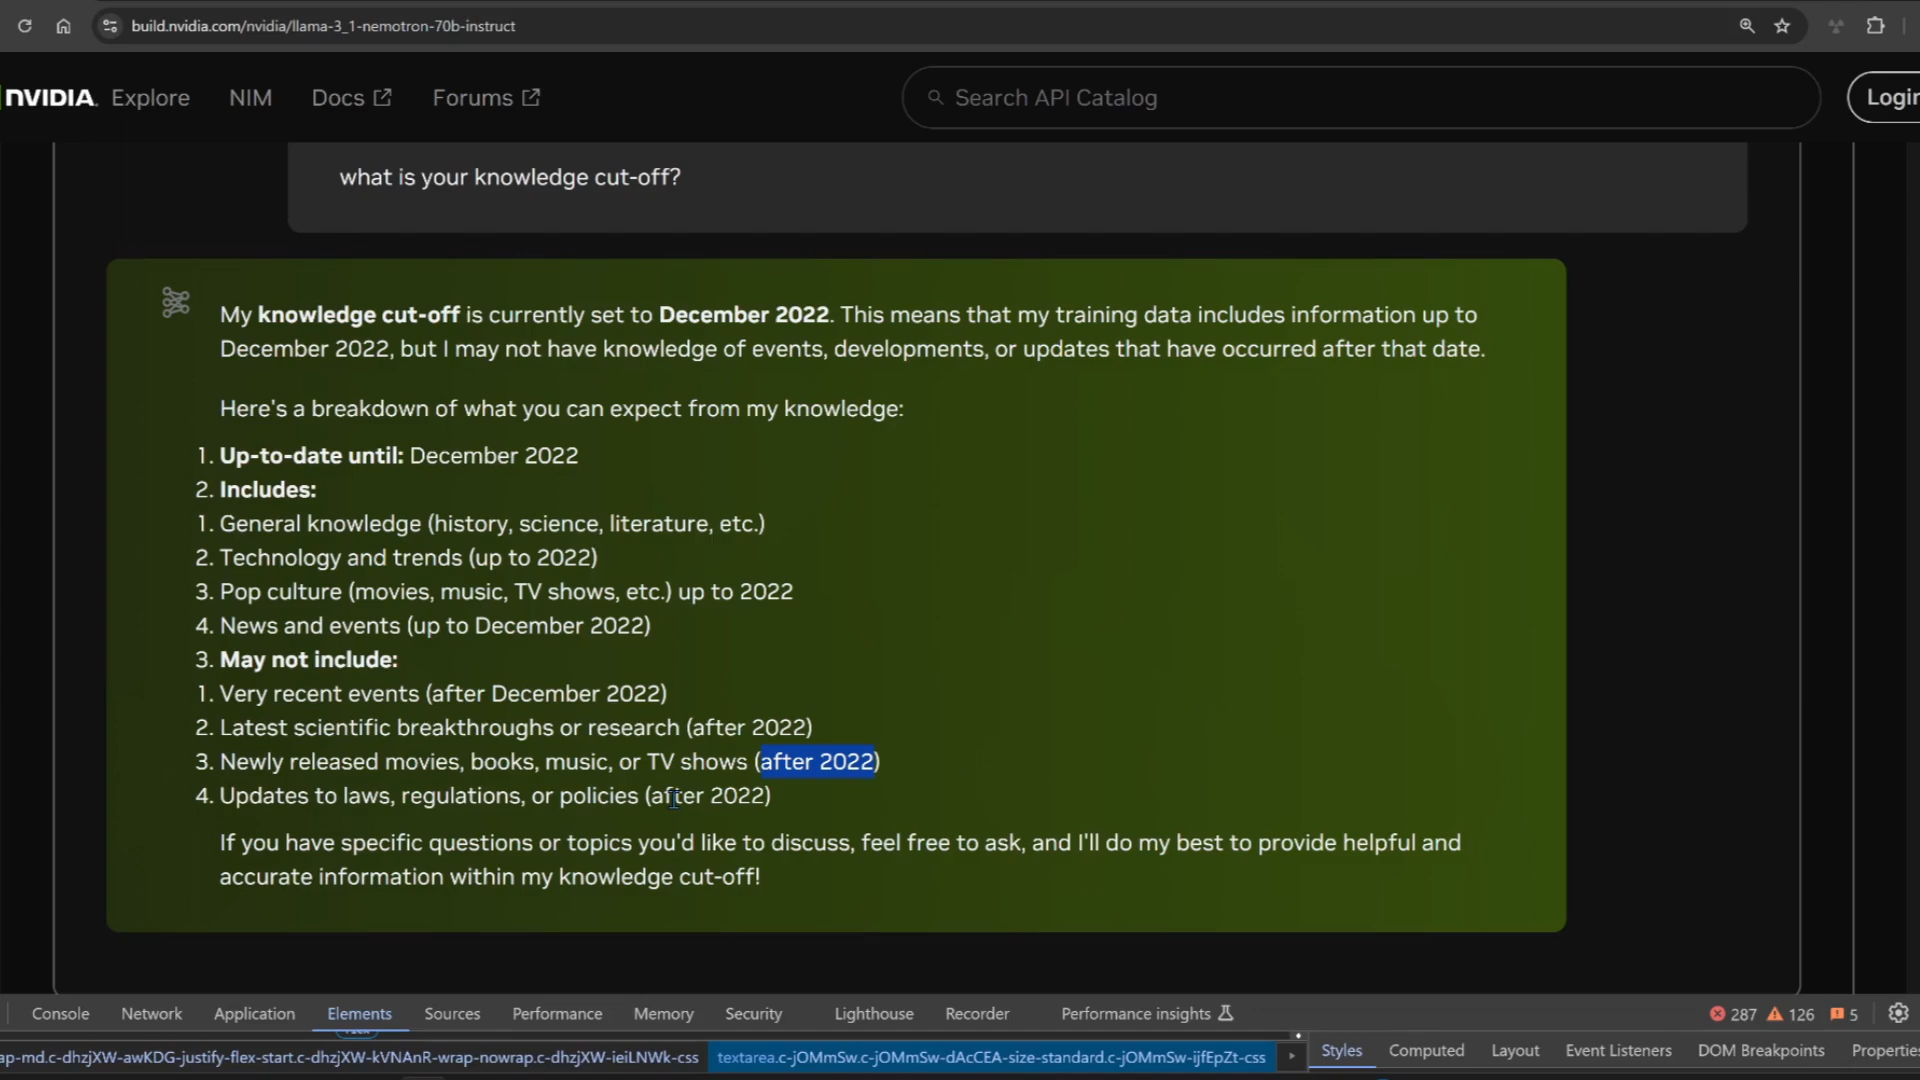 build.nvidia.com/nvidia/llama-3_1-nemotron-70b-instruct
NVIDIA. Explore NIM Docs Forums Search API Catalog Login
what is your knowledge cut-off?
My knowledge cut-off is currently set to December 2022. This means that my training data includes information up to
December 2022, but I may not have knowledge of events, developments, or updates that have occurred after that date.
Here's a breakdown of what you can expect from my knowledge:
1. Up-to-date until: December 2022
2. Includes:
1. General knowledge (history, science, literature, etc.)
2. Technology and trends (up to 2022)
3. Pop culture (movies, music, TV shows, etc.) up to 2022
4. News and events (up to December 2022)
3. May not include:
1. Very recent events (after December 2022)
2. Latest scientific breakthroughs or research (after 2022)
3. Newly released movies, books, music, or TV shows (after 2022)
4. Updates to laws, regulations, or policies (after 2022)
If you have specific questions or topics you'd like to discuss, feel free to ask, and I'll do my best to provide helpful and
accurate information within my knowledge cut-off!
Console Network Application Elements Sources Performance Memory Security Lighthouse Recorder Performance insights 287 126 5
ap-md.c-dhzjXW-awKDG-justify-flex-start.c-dhzjXW-kVNAnR-wrap-nowrap.c-dhzjXW-ieiLNWk-css textarea.c-jOMmSw.c-jOMmSw-dAcCEA-size-standard.c-jOMmSw-ijfEpZt-css Styles Computed Layout Event Listeners DOM Breakpoints Properties